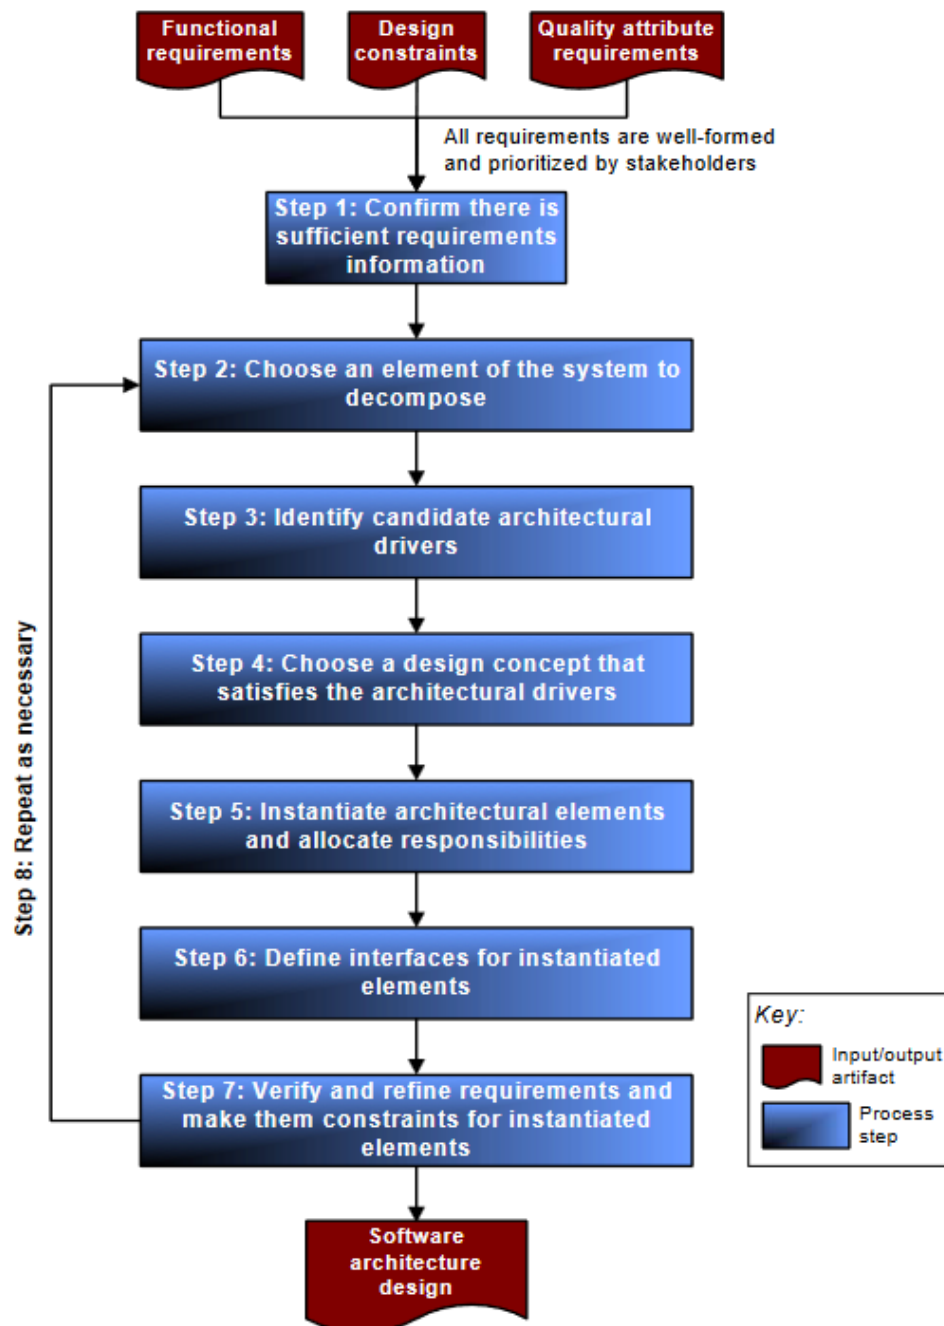 Functional
requirements
Design
constraints
Quality attribute
requirements
All requirements are well-formed
and prioritized by stakeholders
Step 1: Confirm there is
sufficient requirements
information
Step 2: Choose an element of the system to
decompose
Step 3: Identify candidate architectural
drivers
Step 4: Choose a design concept that
satisfies the architectural drivers
Step 5: Instantiate architectural elements
and allocate responsibilities
Step 6: Define interfaces for instantiated
elements
Step 7: Verify and refine requirements and
make them constraints for instantiated
elements
Step 8: Repeat as necessary
Software
architecture
design
Key:
Input/output
artifact
Process
step